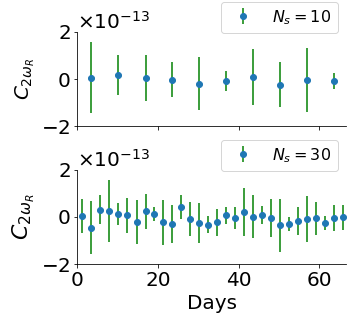 ×10⁻¹³
N_s = 10
2
0
−2
C_{2ω_R}
×10⁻¹³
N_s = 30
2
0
−2
C_{2ω_R}
0 20 40 60
Days